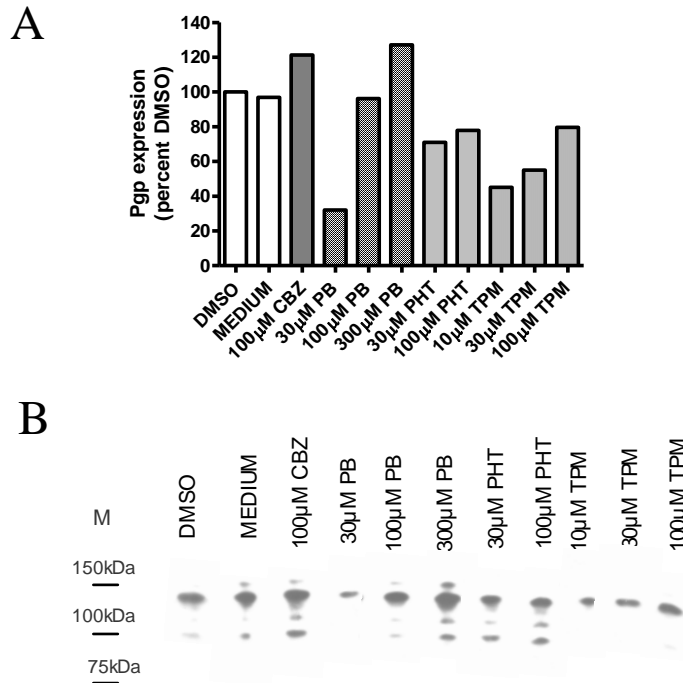 A
Pgp expression
(percent DMSO)
140
120
100
80
60
40
20
0
DMSO
MEDIUM
100µM CBZ
30µM PB
100µM PB
300µM PB
30µM PHT
100µM PHT
10µM TPM
30µM TPM
100µM TPM
B
M
DMSO
MEDIUM
100µM CBZ
30µM PB
100µM PB
300µM PB
30µM PHT
100µM PHT
10µM TPM
30µM TPM
100µM TPM
150kDa
100kDa
75kDa